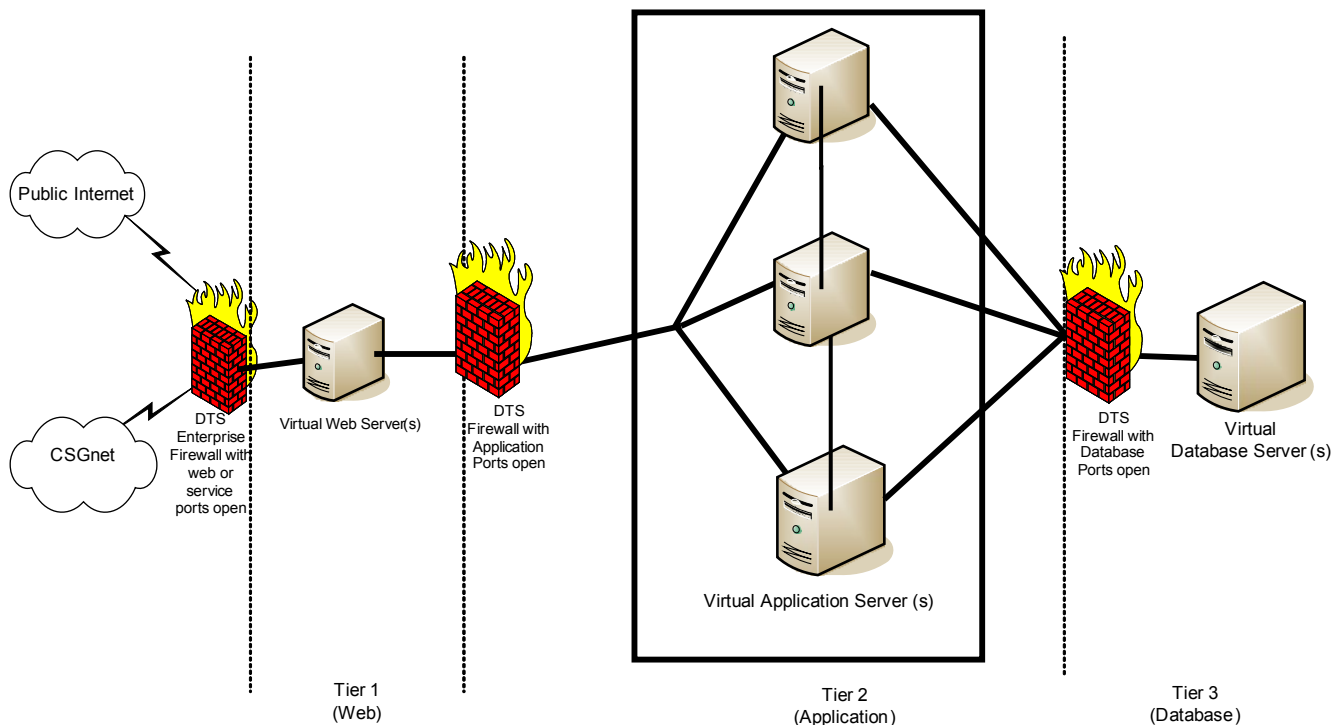 Public Internet
CSGnet
DTS
Enterprise
Firewall with
web or
service
ports open
Virtual Web Server(s)
DTS
Firewall with
Application
Ports open
Virtual Application Server (s)
DTS
Firewall with
Database
Ports open
Virtual
Database Server (s)
Tier 1
(Web)
Tier 2
(Application)
Tier 3
(Database)